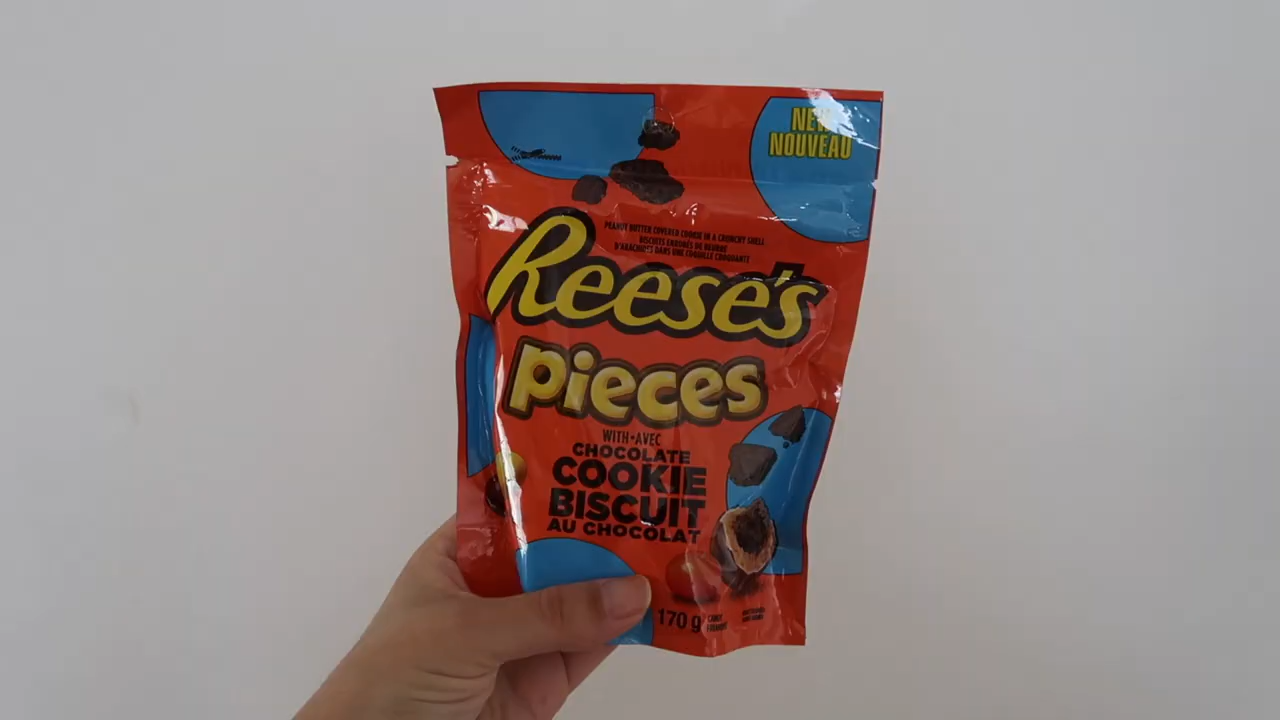 NEW
NOUVEAU
PEANUT BUTTER COVERED COOKIE IN A CRUNCHY SHELL
BISCUITS ENROBÉS DE BEURRE
D'ARACHIDES DANS UNE COQUILLE CROQUANTE
Reese's
pieces
WITH•AVEC
CHOCOLATE
COOKIE
BISCUIT
AU CHOCOLAT
170 g
CANDY